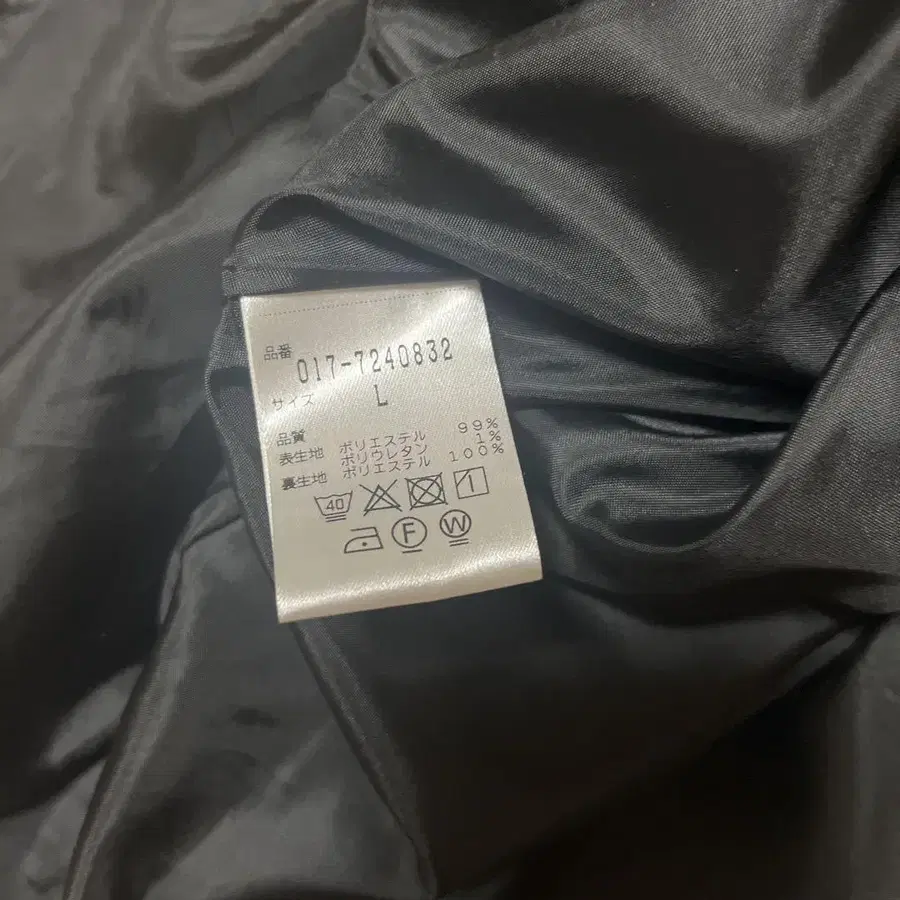 品番 017-7240832
サイズ L
品質
表生地 ポリエステル 99%
ポリウレタン 1%
裏生地 ポリエステル 100%
40
F W